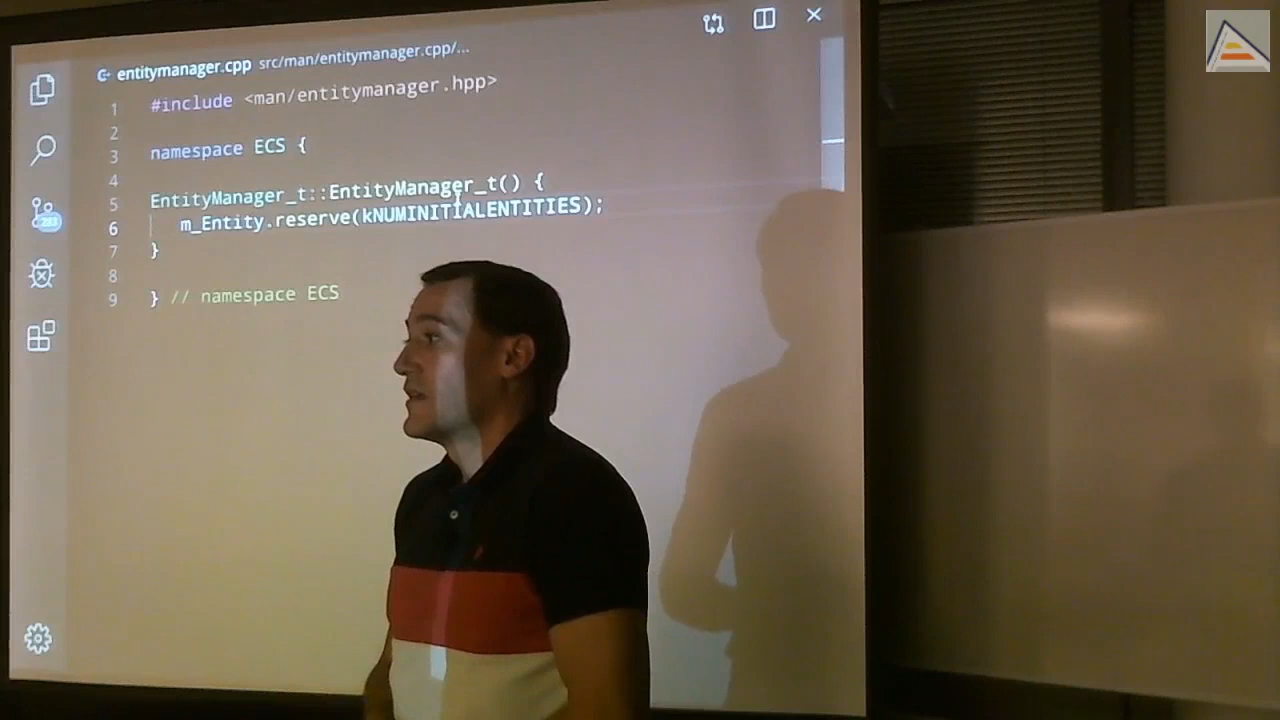 entitymanager.cpp src/man/entitymanager.cpp/...
1 #include <man/entitymanager.hpp>
2
3 namespace ECS {
4
5 EntityManager_t::EntityManager_t() {
6 m_Entity.reserve(kNUMINITIALENTITIES);
7 }
8
9 } // namespace ECS